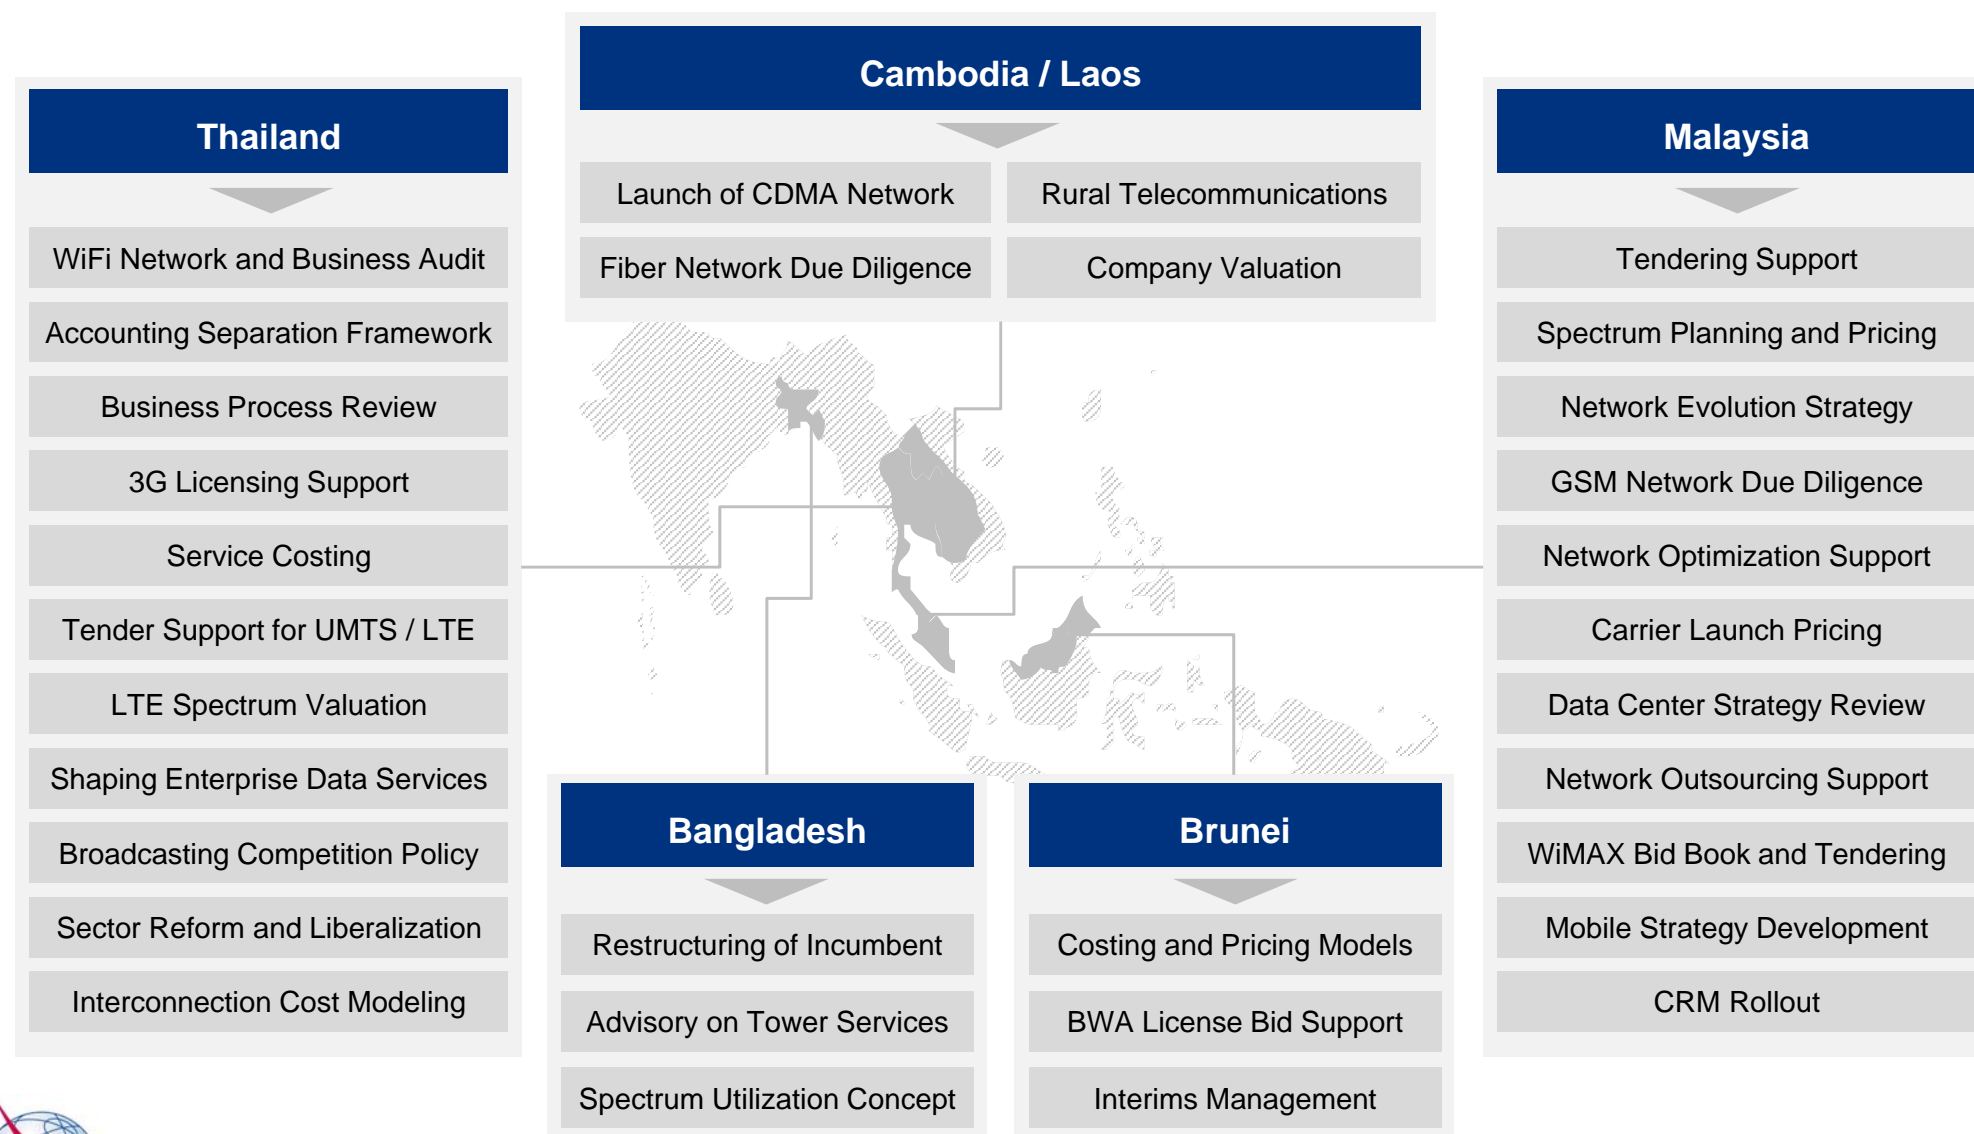 Cambodia / Laos
Launch of CDMA Network
Rural Telecommunications
Fiber Network Due Diligence
Company Valuation
Thailand
WiFi Network and Business Audit
Accounting Separation Framework
Business Process Review
3G Licensing Support
Service Costing
Tender Support for UMTS / LTE
LTE Spectrum Valuation
Shaping Enterprise Data Services
Broadcasting Competition Policy
Sector Reform and Liberalization
Interconnection Cost Modeling
Malaysia
Tendering Support
Spectrum Planning and Pricing
Network Evolution Strategy
GSM Network Due Diligence
Network Optimization Support
Carrier Launch Pricing
Data Center Strategy Review
Network Outsourcing Support
WiMAX Bid Book and Tendering
Mobile Strategy Development
CRM Rollout
Bangladesh
Restructuring of Incumbent
Advisory on Tower Services
Spectrum Utilization Concept
Brunei
Costing and Pricing Models
BWA License Bid Support
Interims Management